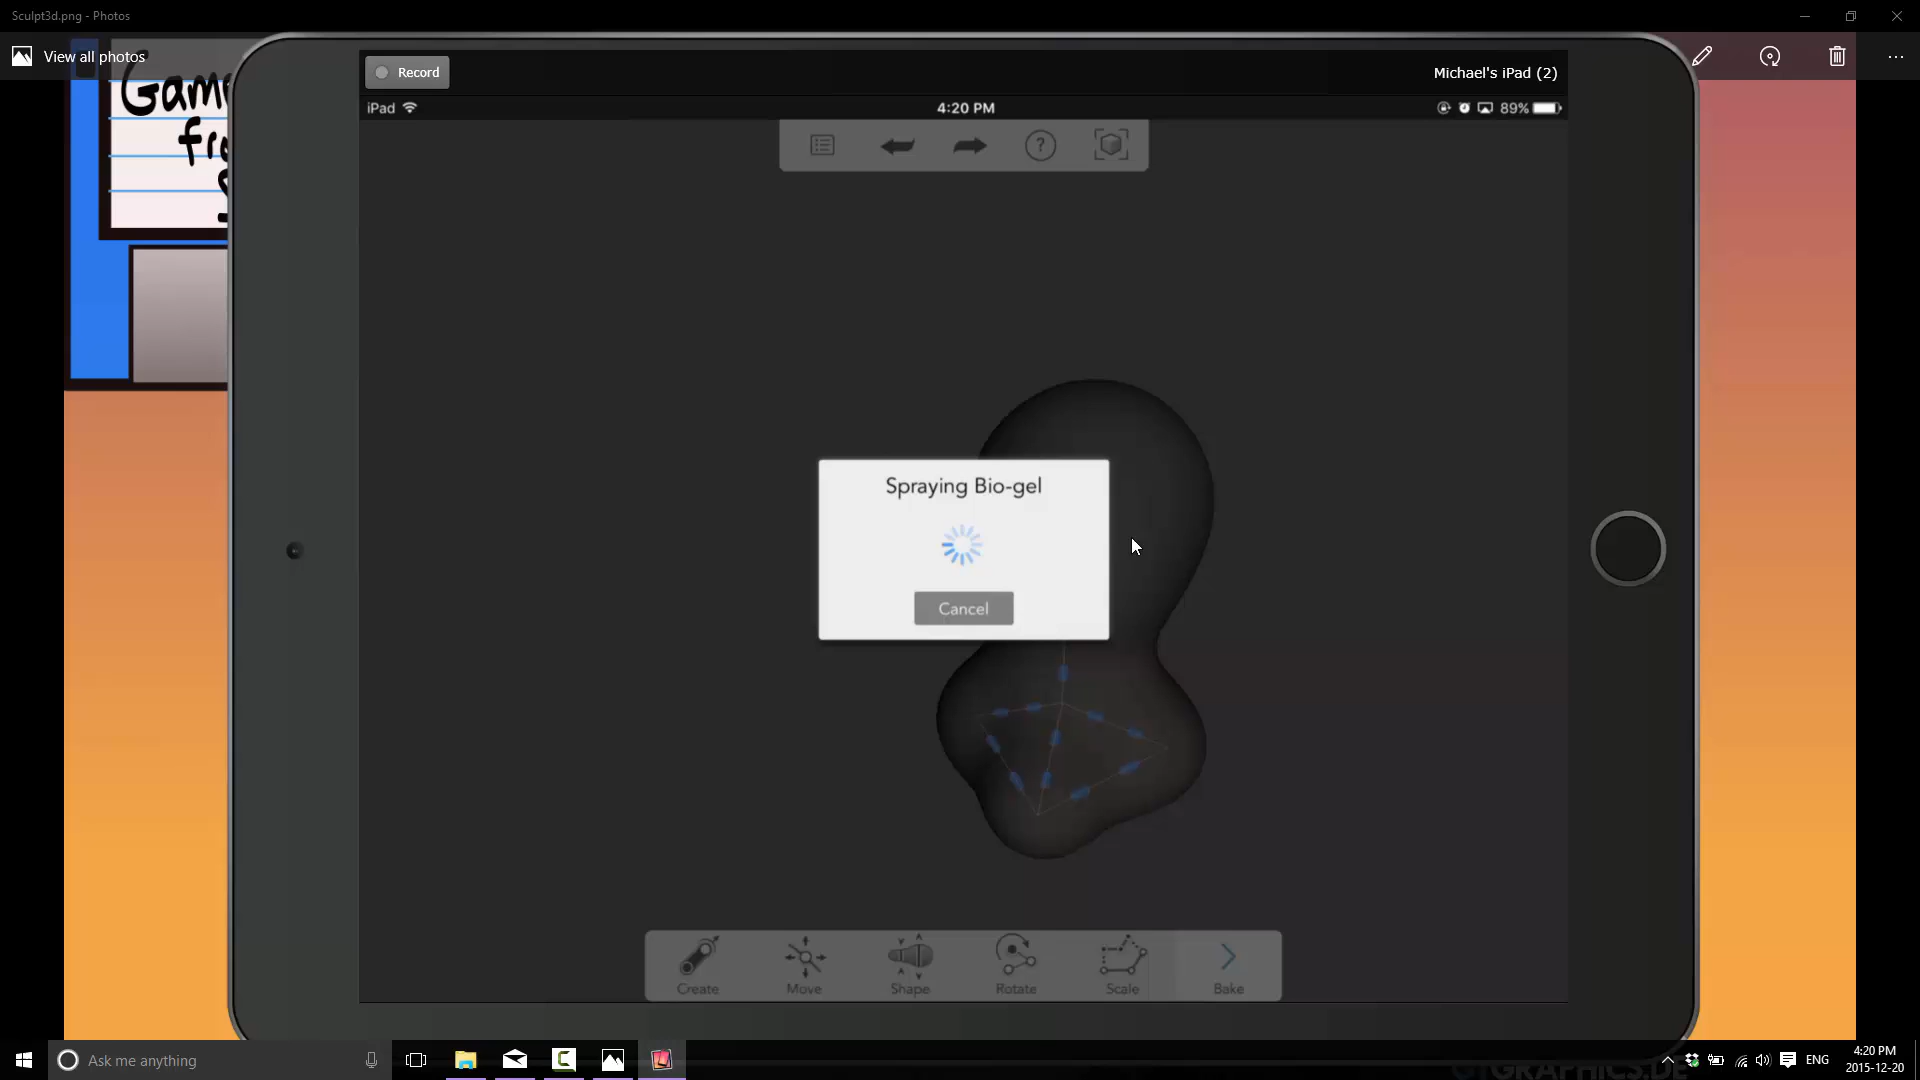 Sculpt3d.png - Photos
View all photos
Record
Michael's iPad (2)
iPad
4:20 PM
89%
Spraying Bio-gel
Cancel
Create
Move
Shape
Rotate
Scale
Bake
Ask me anything
ENG
4:20 PM
2015-12-20